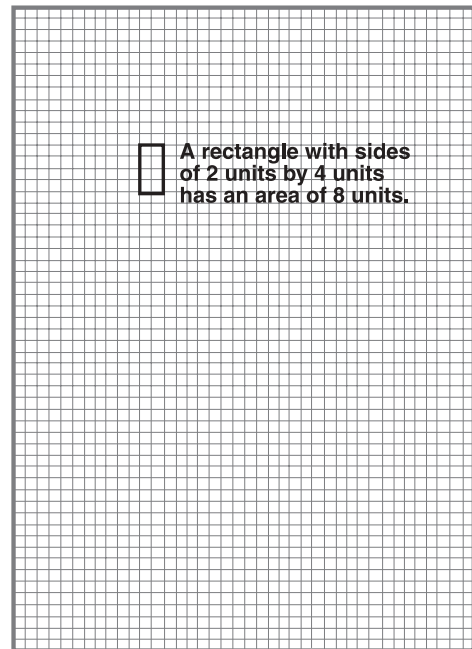 A rectangle with sides
of 2 units by 4 units
has an area of 8 units.